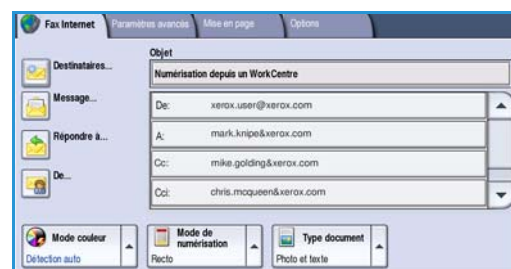 Fax Internet Paramètres avancés Mise en page Options
Objet
Destinataires...
Numérisation depuis un WorkCentre
Message...
De: xerox.user@xerox.com
Répondre à...
A: mark.knipe&xerox.com
Cc: mike.golding&xerox.com
De...
Cci: chris.mcqueen&xerox.com
Mode couleur
Détection auto
Mode de
numérisation
Recto
Type document
Photo et texte